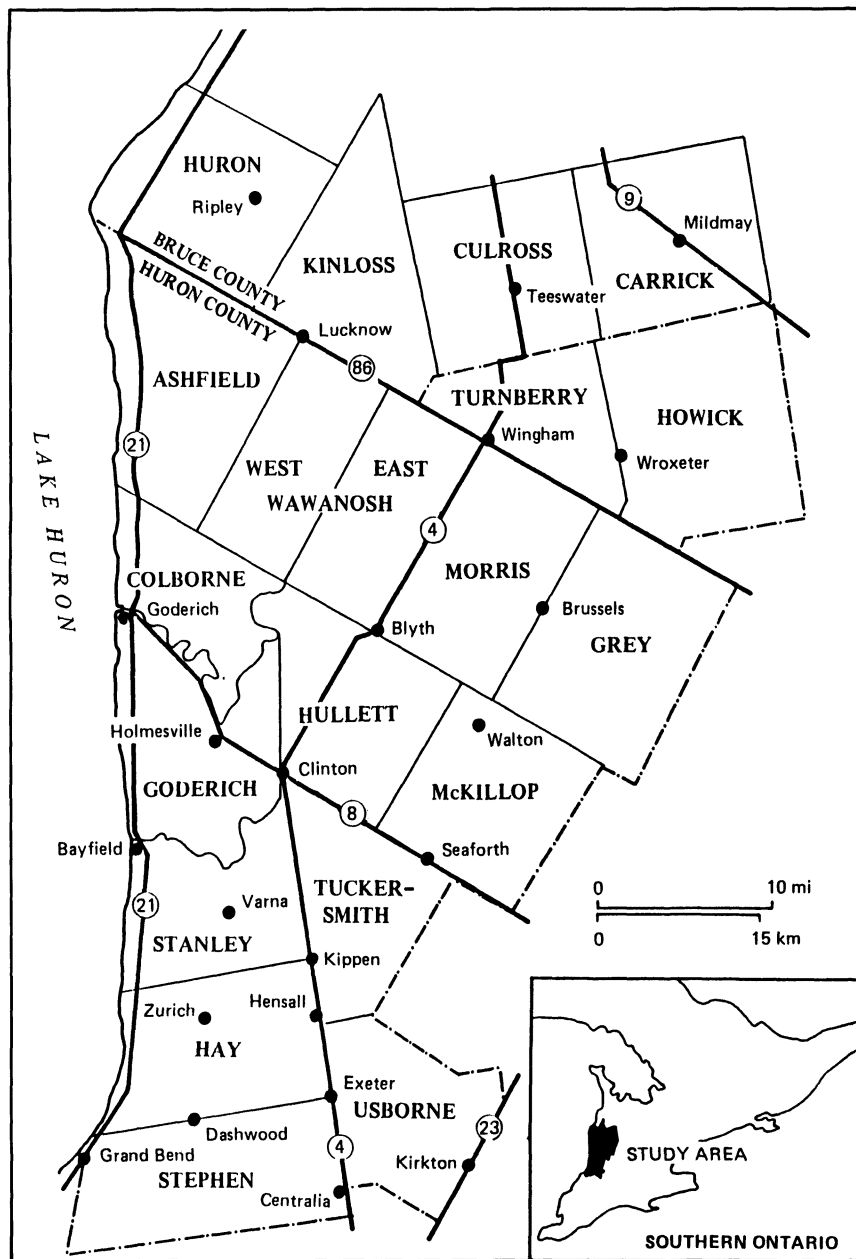 HURON
Ripley
BRUCE COUNTY
HURON COUNTY
KINLOSS
CULROSS
Teeswater
9
Mildmay
CARRICK
Lucknow
86
ASHFIELD
TURNBERRY
HOWICK
Wingham
Wroxeter
21
WEST
EAST
WAWANOSH
LAKE HURON
4
MORRIS
COLBORNE
Goderich
Blyth
Brussels
GREY
HULLETT
Walton
Holmesville
Clinton
GODERICH
McKILLOP
8
Seaforth
Bayfield
0 10 mi
0 15 km
21
Varna
TUCKER-
SMITH
STANLEY
Kippen
Zurich
Hensall
HAY
Exeter
USBORNE
Dashwood
23
Grand Bend
4
Kirkton
STEPHEN
Centralia
STUDY AREA
SOUTHERN ONTARIO